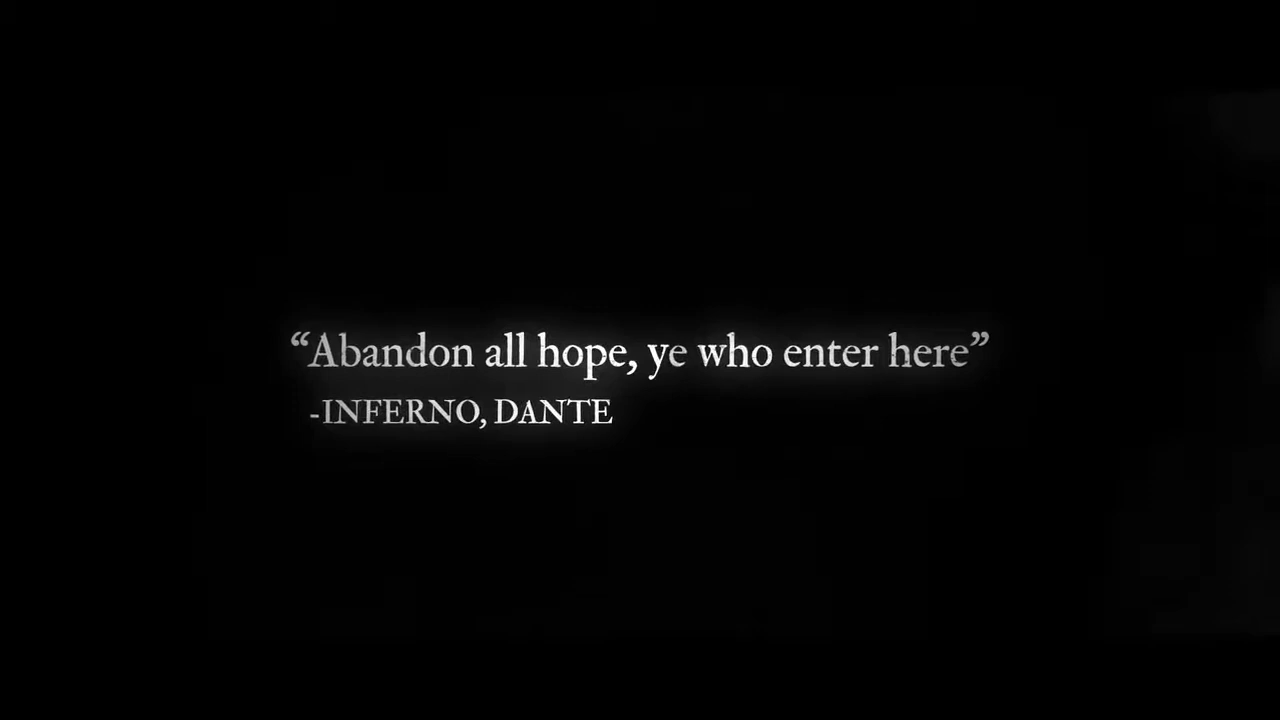 “Abandon all hope, ye who enter here”
-INFERNO, DANTE